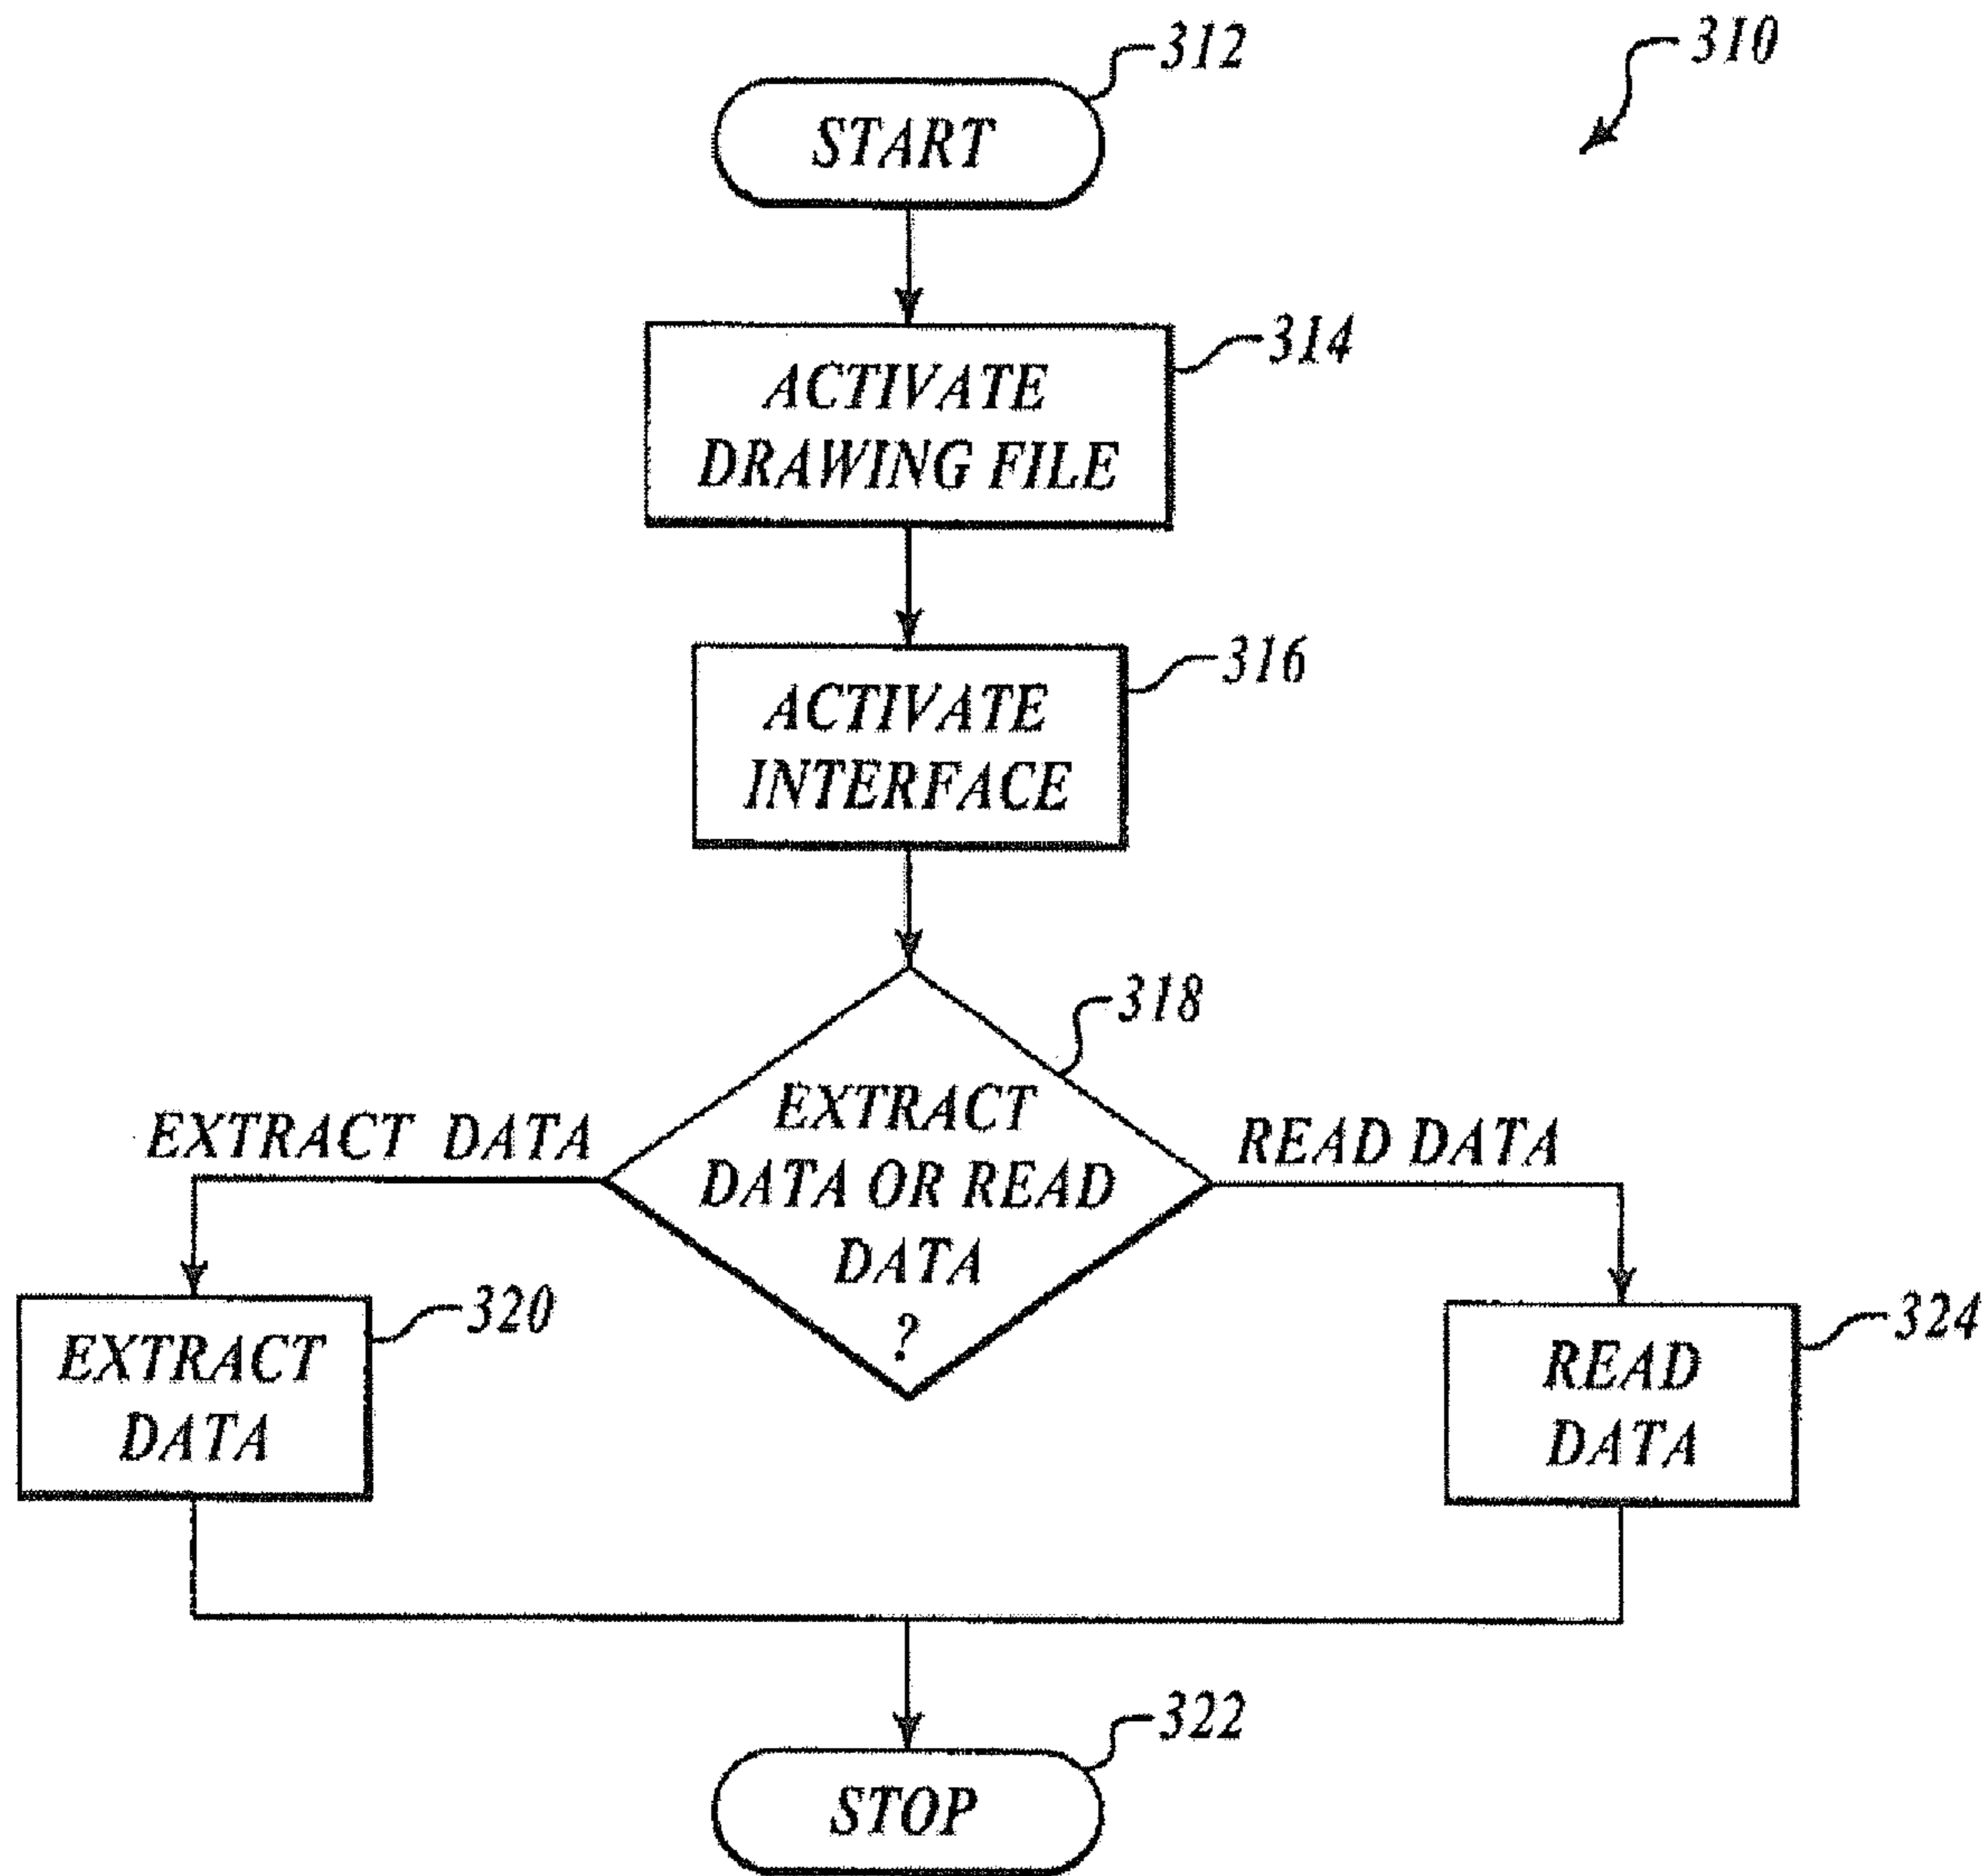 312
310
START
314
ACTIVATE
DRAWING FILE
316
ACTIVATE
INTERFACE
318
EXTRACT
DATA OR READ
DATA
?
EXTRACT DATA
READ DATA
320
EXTRACT
DATA
324
READ
DATA
322
STOP